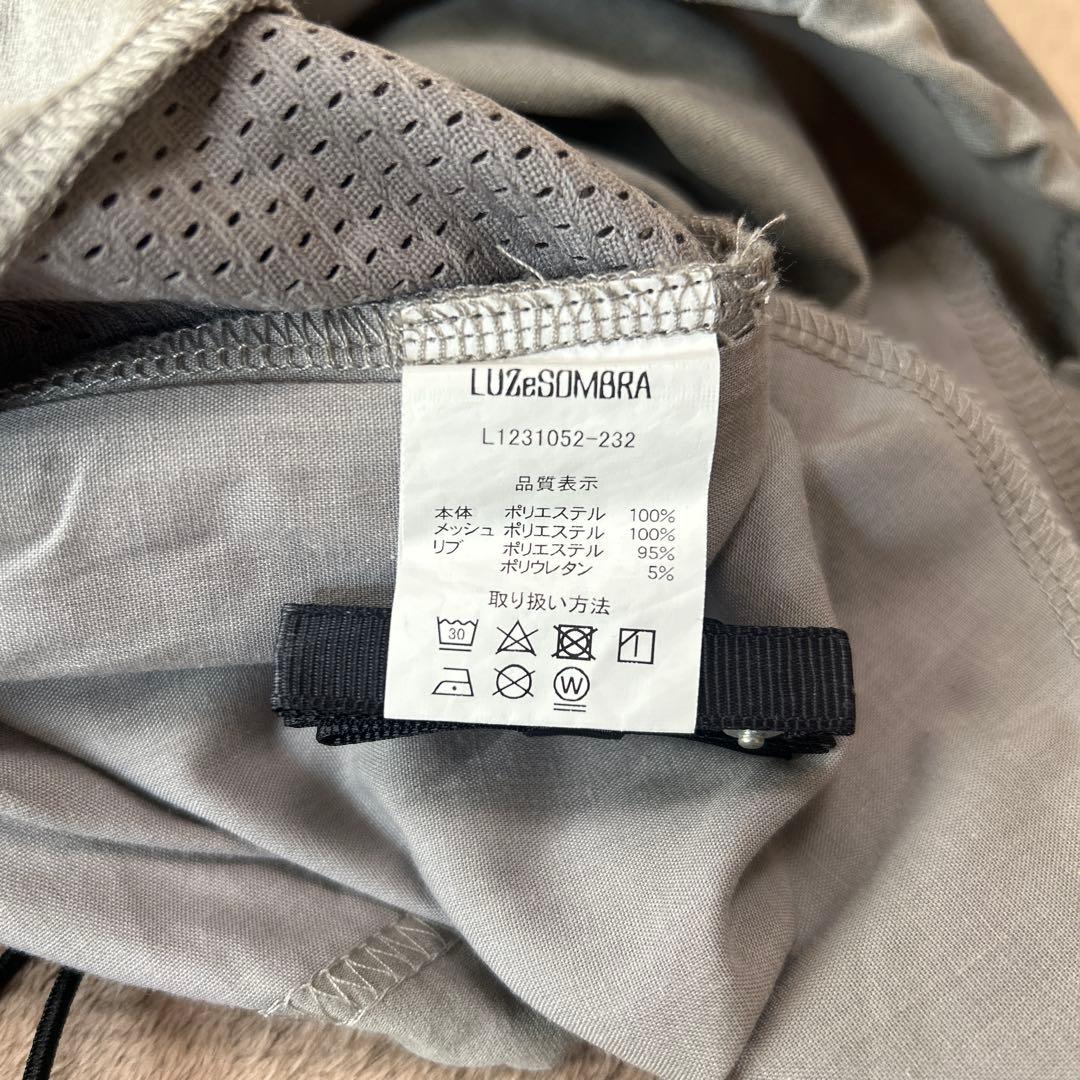 LUZeSOMBRA
L1231052-232
品質表示
本体 ポリエステル 100%
メッシュ ポリエステル 100%
リブ ポリエステル 95%
ポリウレタン 5%
取り扱い方法
30
W